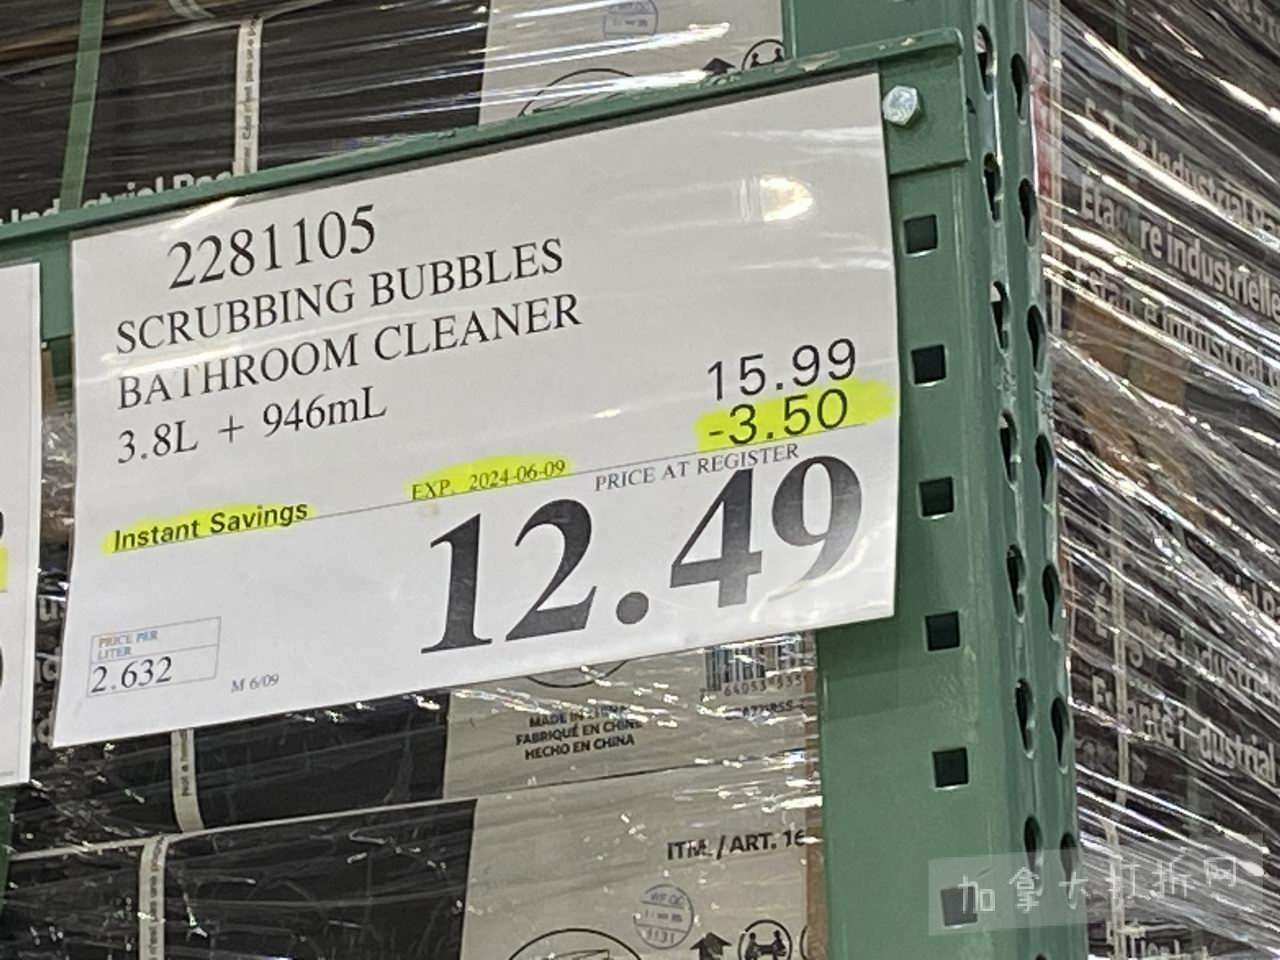 2281105
SCRUBBING BUBBLES
BATHROOM CLEANER
3.8L + 946mL
15.99
-3.50
EXP. 2024-06-09
PRICE AT REGISTER
Instant Savings
12.49
PRICE PER
LITER
2.632
M 6/09
MADE IN CHINA
FABRIQUÉ EN CHINE
HECHO EN CHINA
ITM. / ART. 16
Étagère industrielle
加拿大打折网